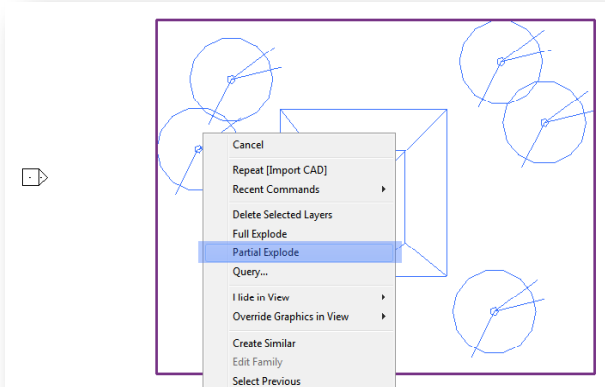 Cancel
Repeat [Import CAD]
Recent Commands
Delete Selected Layers
Full Explode
Partial Explode
Query...
Hide in View
Override Graphics in View
Create Similar
Edit Family
Select Previous